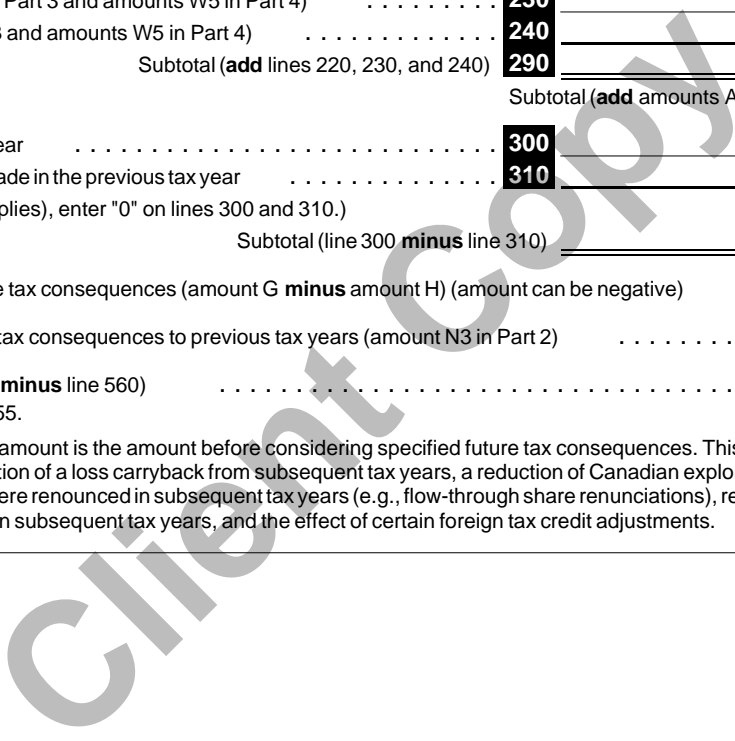 Part 3 and amounts W5 in Part 4) . . . . . . . . . 230
and amounts W5 in Part 4) . . . . . . . . . . . . . 240
Subtotal (add lines 220, 230, and 240) 290
Subtotal (add amounts A
ear . . . . . . . . . . . . . . . . . . . . . . . . . . . . 300
ade in the previous tax year . . . . . . . . . . . . . . 310
plies), enter "0" on lines 300 and 310.)
Subtotal (line 300 minus line 310)
e tax consequences (amount G minus amount H) (amount can be negative)
tax consequences to previous tax years (amount N3 in Part 2) . . . . . . . .
minus line 560) . . . . . . . . . . . . . . . . . . . . . . . . . . . . . . . . . . .
55.
amount is the amount before considering specified future tax consequences. This
tion of a loss carryback from subsequent tax years, a reduction of Canadian explo
ere renounced in subsequent tax years (e.g., flow-through share renunciations), re
n subsequent tax years, and the effect of certain foreign tax credit adjustments.
Client Copy